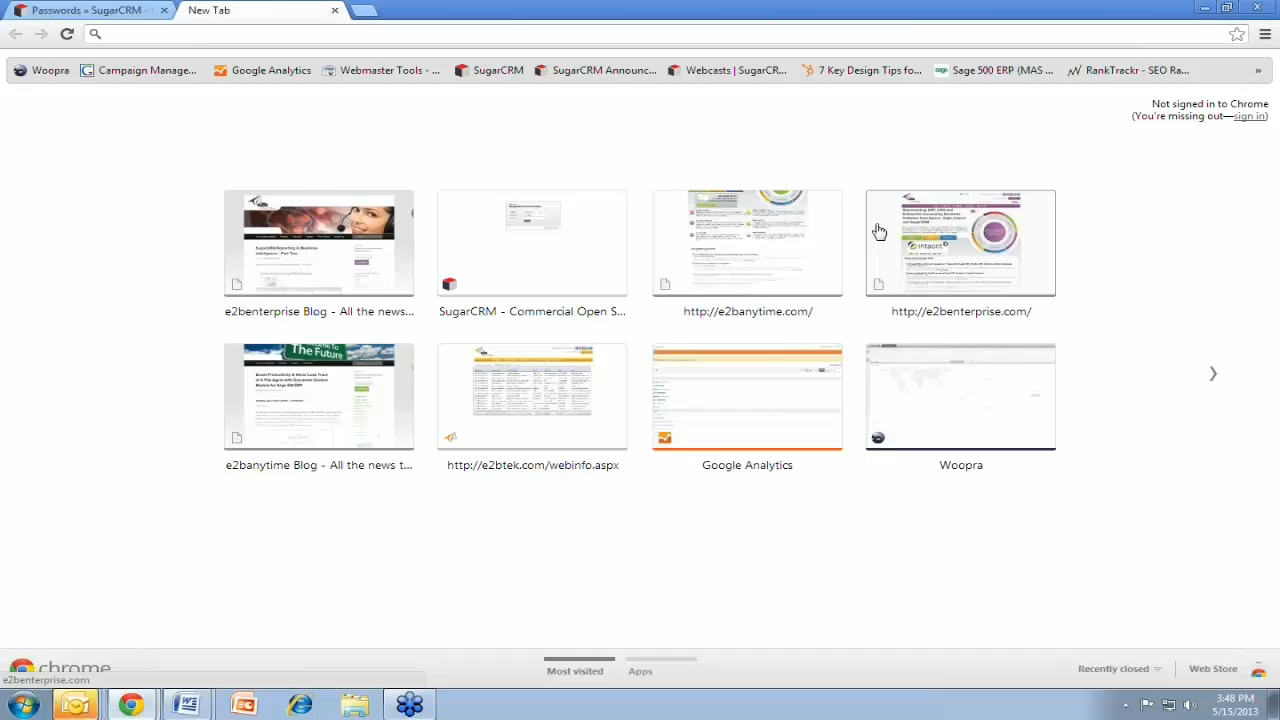 Passwords » SugarCRM -
New Tab
Woopra
Campaign Manage...
Google Analytics
Webmaster Tools - ...
SugarCRM
SugarCRM Announc...
Webcasts | SugarCR...
7 Key Design Tips fo...
Sage 500 ERP (MAS ...
RankTrackr - SEO Ra...
»
Not signed in to Chrome
(You're missing out—sign in)
The Future
intacct
e2benterprise Blog - All the news...
SugarCRM - Commercial Open S...
http://e2banytime.com/
http://e2benterprise.com/
e2banytime Blog - All the news t...
http://e2btek.com/webinfo.aspx
Google Analytics
Woopra
chrome
e2benterprise.com
Most visited
Apps
Recently closed
Web Store
3:48 PM
5/15/2013